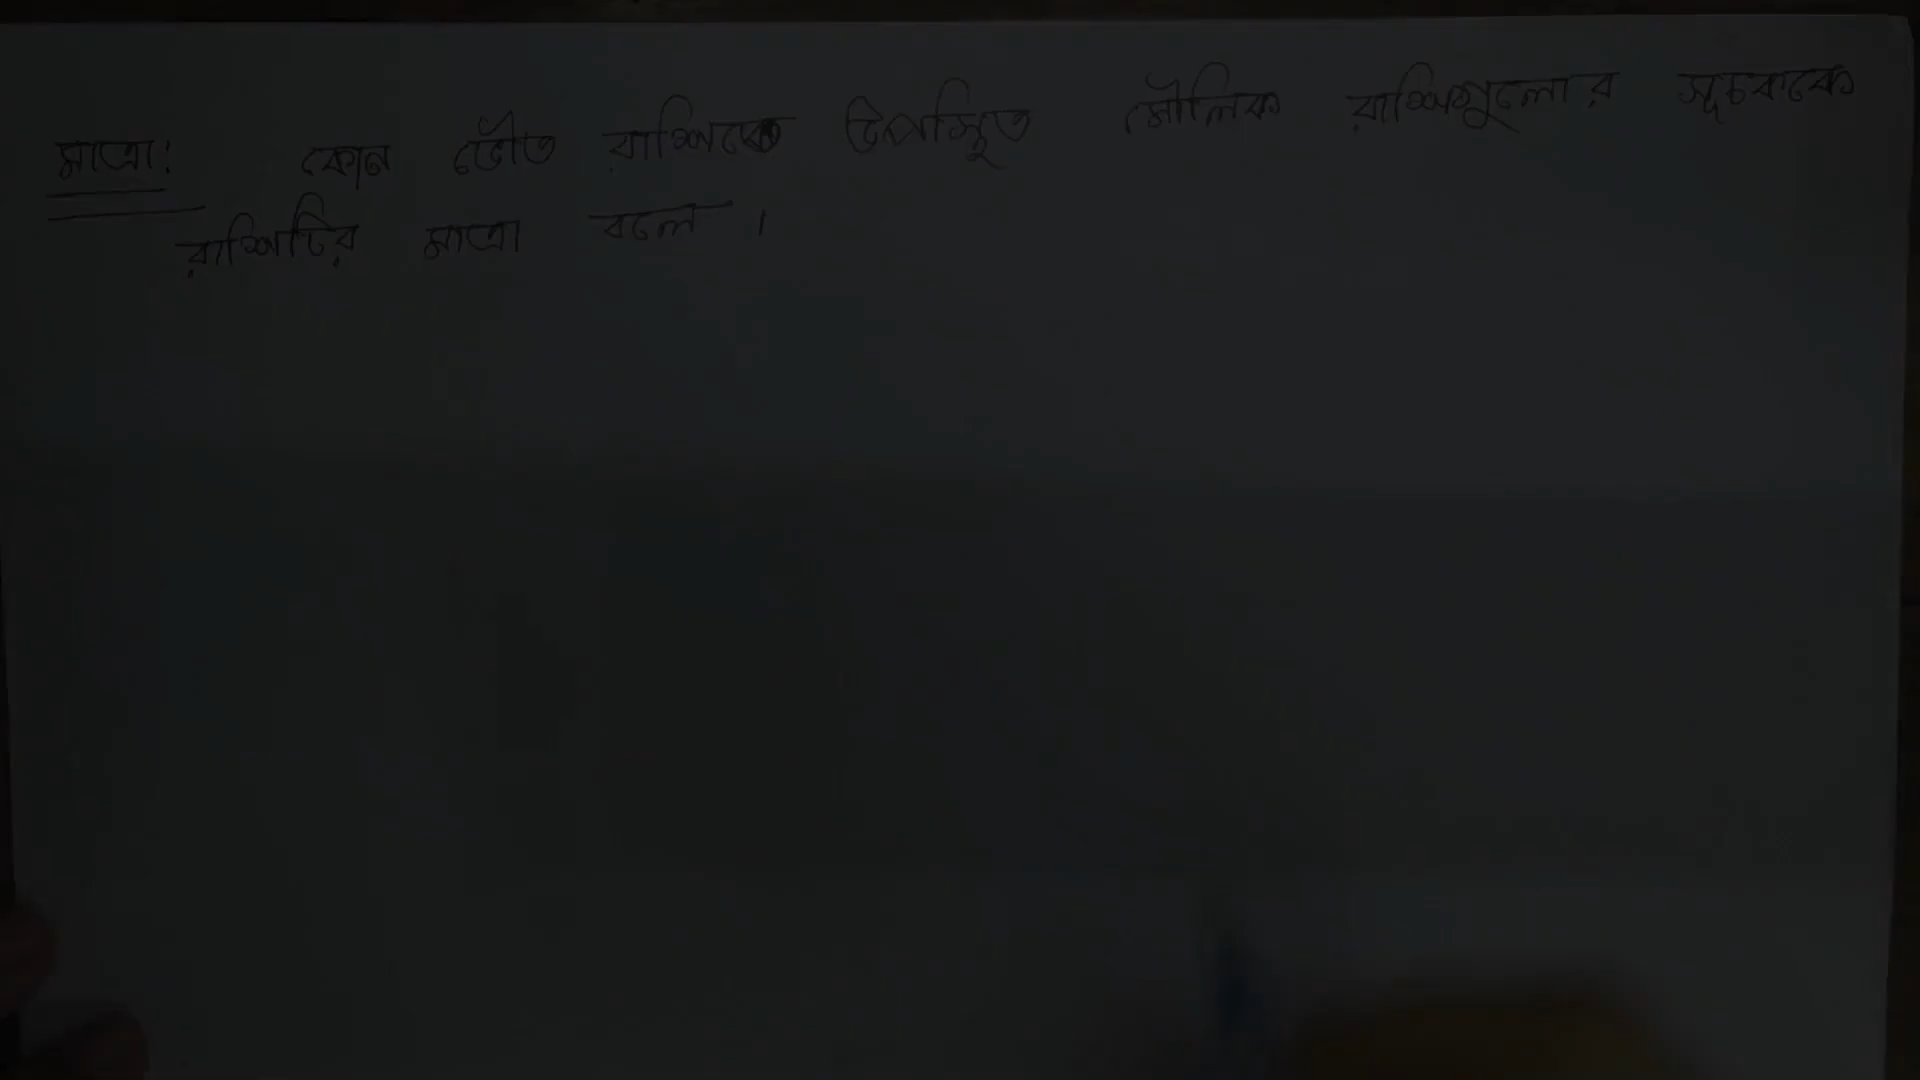 মাত্রা: কোন ভৌত রাশিতে উপস্থিত মৌলিক রাশিগুলোর সূচককে
রাশিটির মাত্রা বলে ।